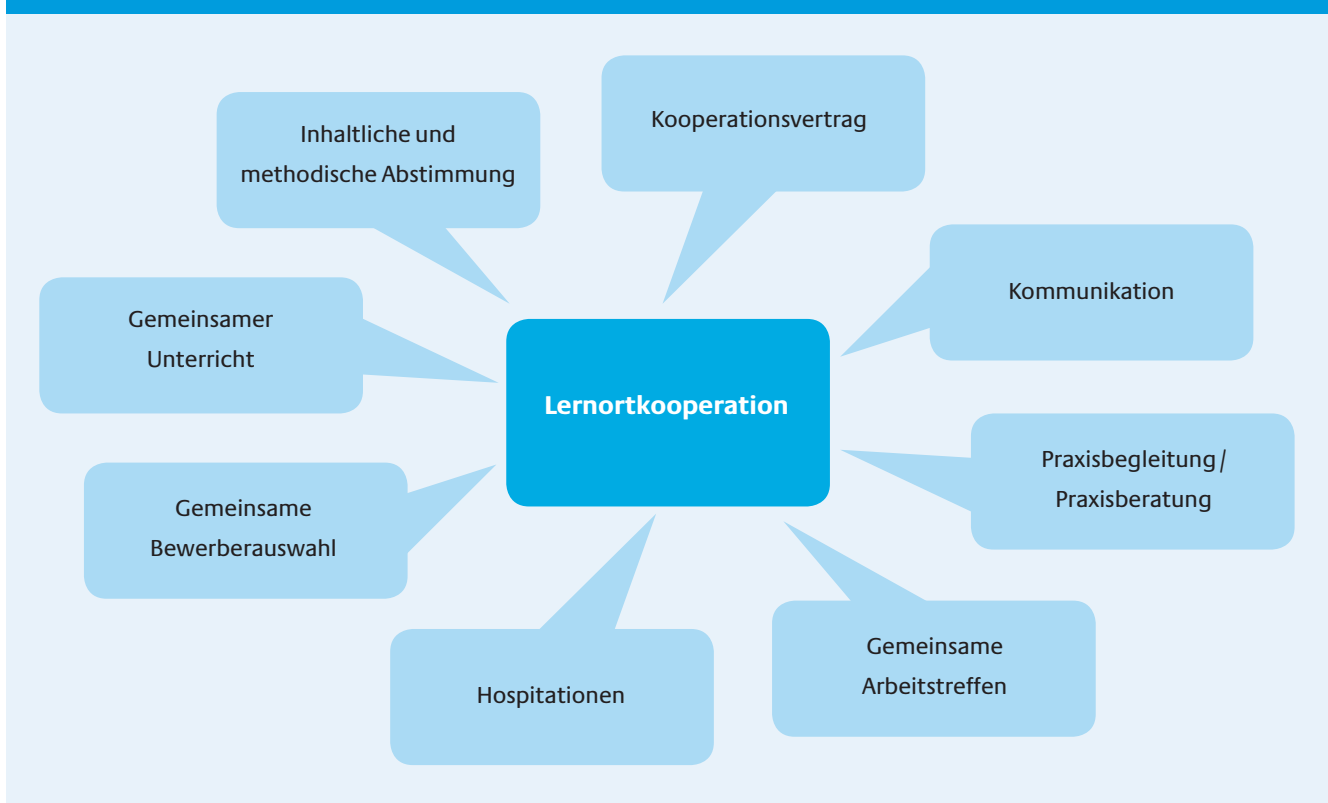 Inhaltliche und
methodische Abstimmung
Kooperationsvertrag
Kommunikation
Gemeinsamer
Unterricht
Lernortkooperation
Praxisbegleitung /
Praxisberatung
Gemeinsame
Bewerberauswahl
Gemeinsame
Arbeitstreffen
Hospitationen